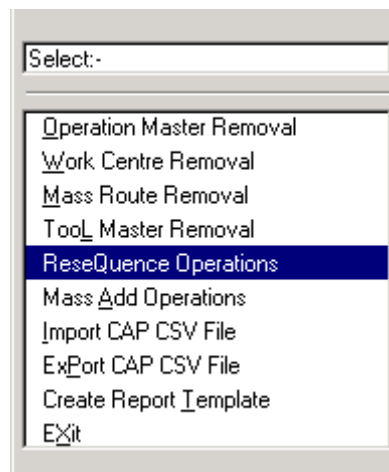 Select:-
Operation Master Removal
Work Centre Removal
Mass Route Removal
TooL Master Removal
ReseQuence Operations
Mass Add Operations
Import CAP CSV File
ExPort CAP CSV File
Create Report Template
EXit